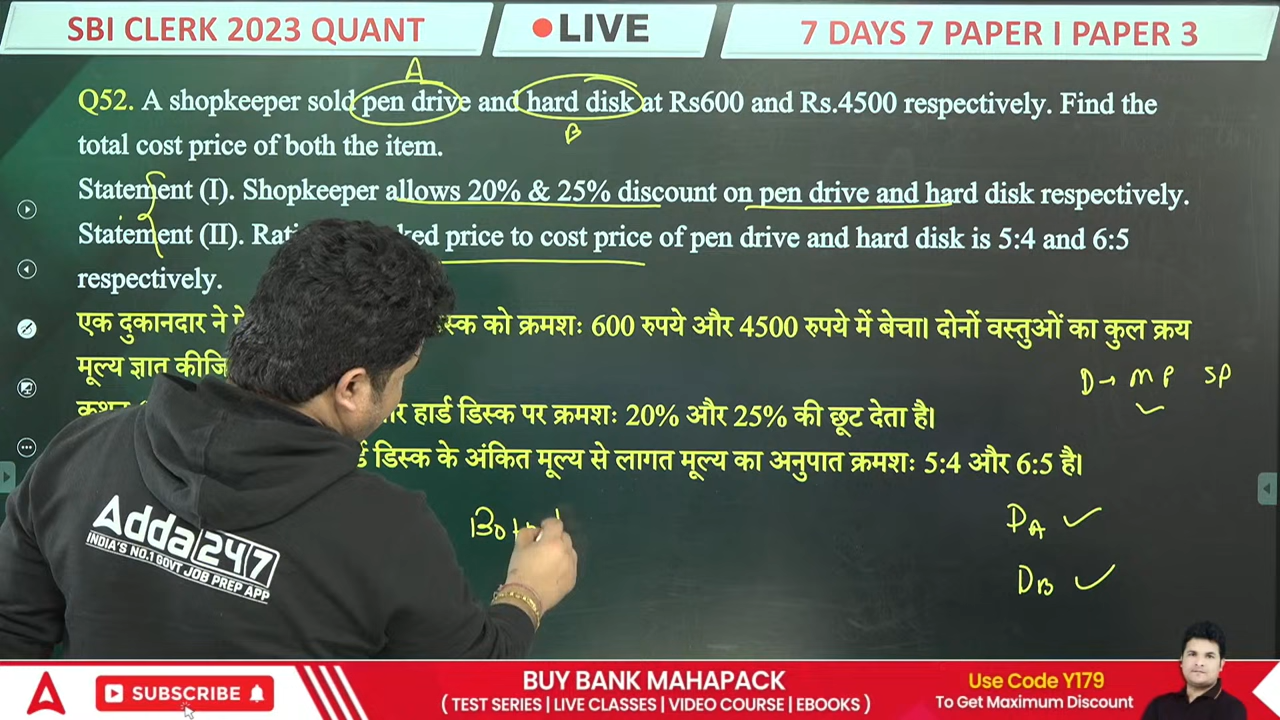 SBI CLERK 2023 QUANT
LIVE
7 DAYS 7 PAPER I PAPER 3
A
Q52. A shopkeeper sold pen drive and hard disk at Rs600 and Rs.4500 respectively. Find the
B
total cost price of both the item.
Statement (I). Shopkeeper allows 20% & 25% discount on pen drive and hard disk respectively.
Statement (II). price to cost price of pen drive and hard disk is 5:4 and 6:5
respectively.
एक दुकानदार ने को क्रमशः 600 रुपये और 4500 रुपये में बेचा। दोनों वस्तुओं का कुल क्रय
मूल्य ज्ञात
D → MP SP
हार्ड डिस्क पर क्रमशः 20% और 25% की छूट देता है।
डिस्क के अंकित मूल्य से लागत मूल्य का अनुपात क्रमशः 5:4 और 6:5 है।
DA ✓
DB ✓
Adda247
INDIA'S NO.1 GOVT JOB PREP APP
SUBSCRIBE
BUY BANK MAHAPACK
( TEST SERIES | LIVE CLASSES | VIDEO COURSE | EBOOKS )
Use Code Y179
To Get Maximum Discount